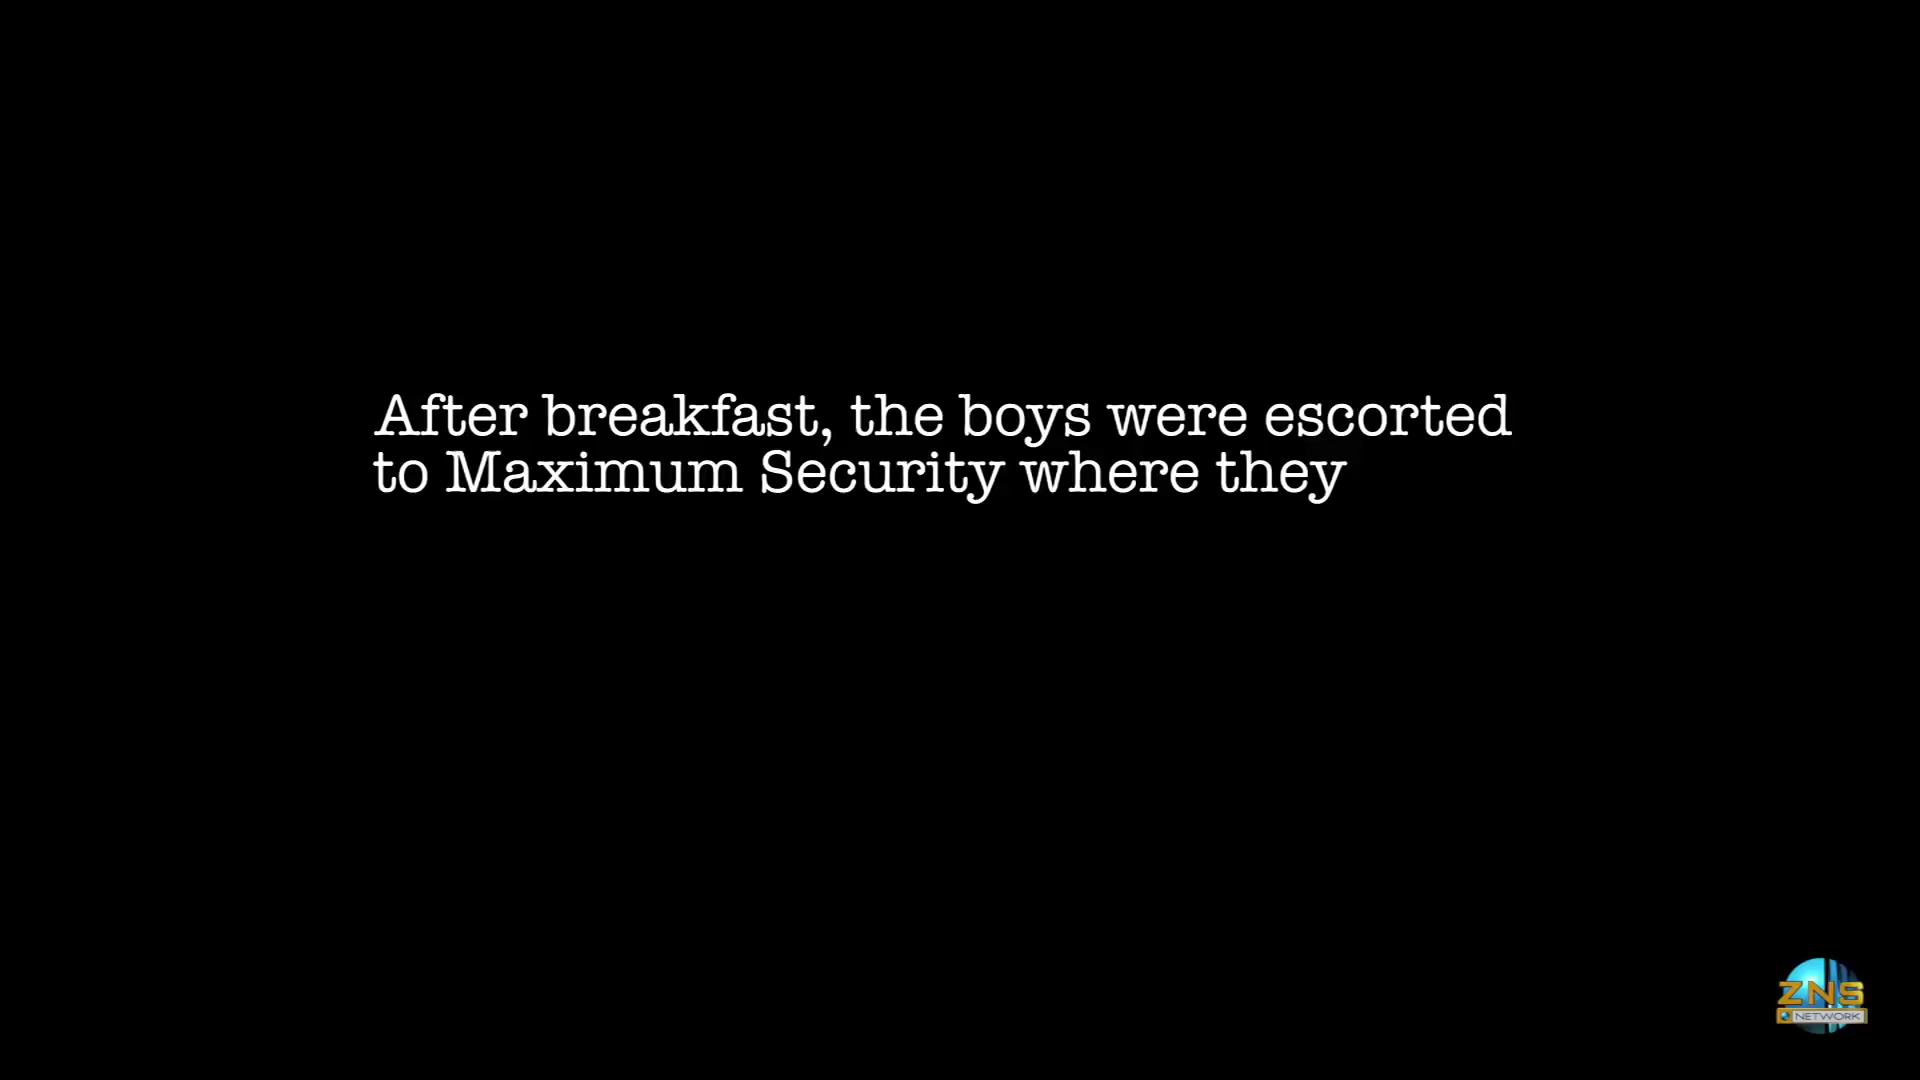 After breakfast, the boys were escorted
to Maximum Security where they
ZNS
NETWORK